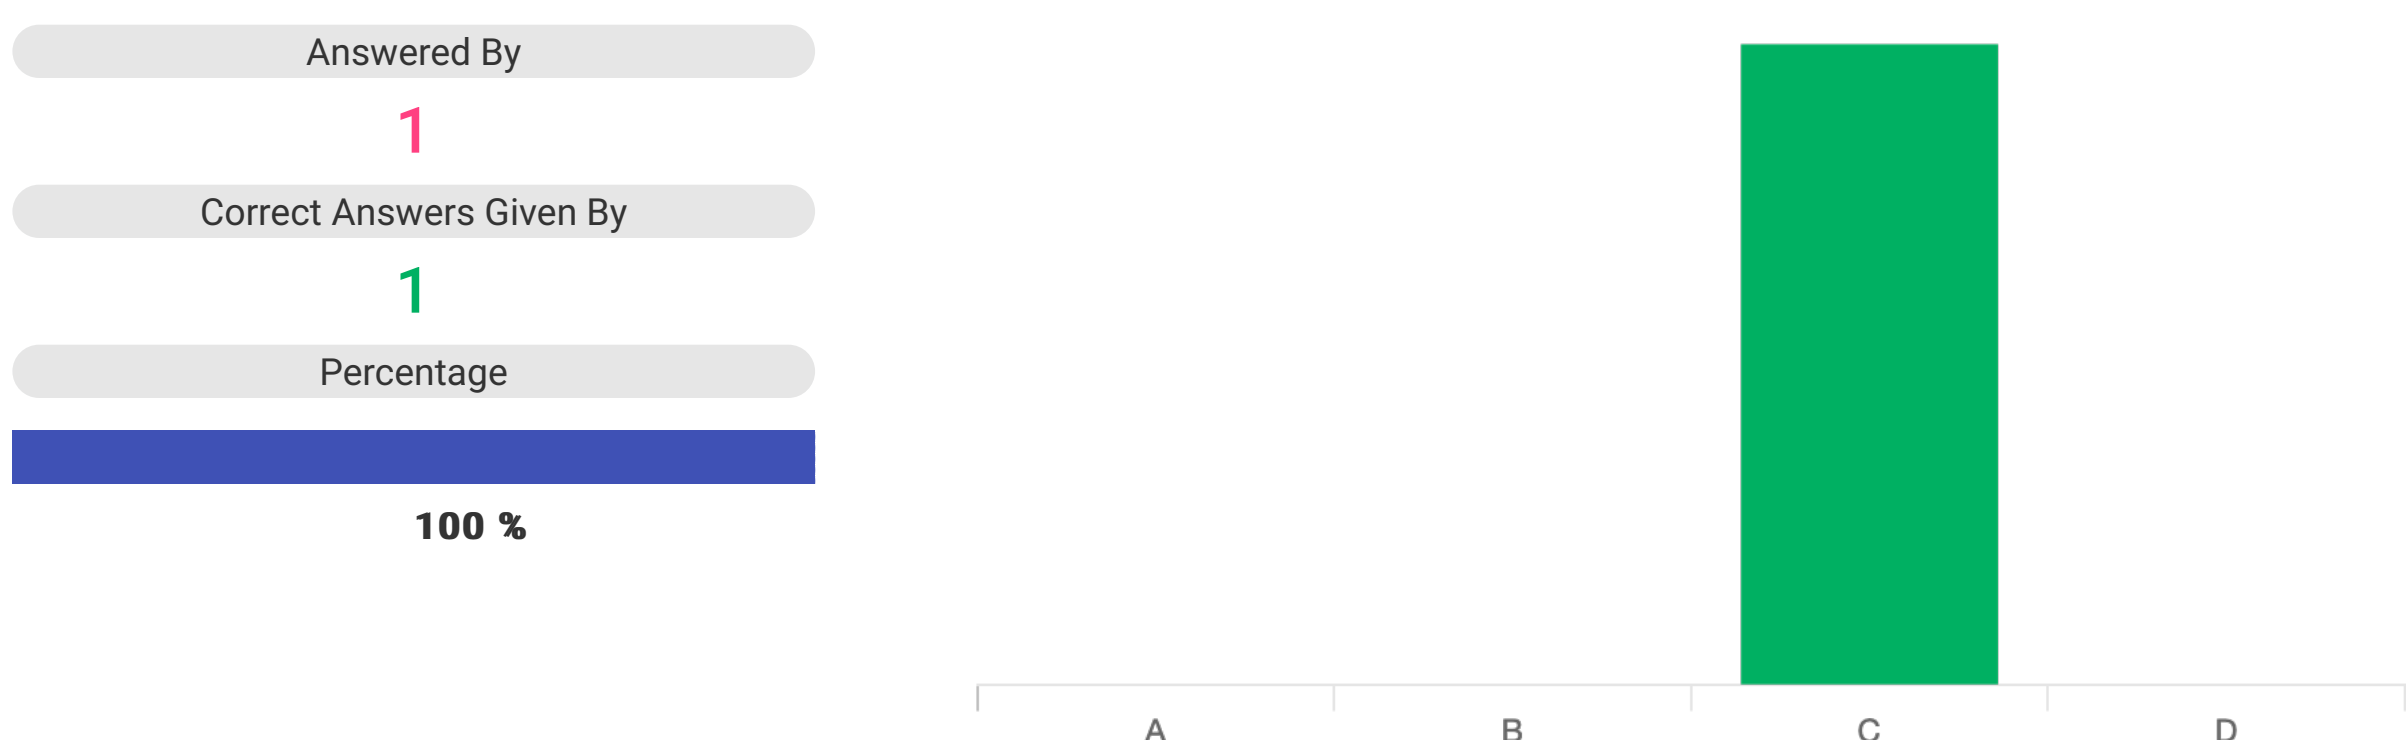 Answered By
1
Correct Answers Given By
1
Percentage
100 %
A B C D